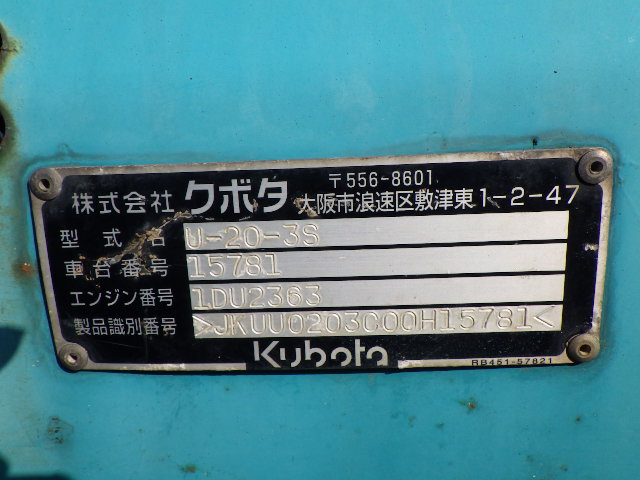 株式会社 クボタ 〒556-8601
大阪市浪速区敷津東1-2-47
型式名 U-20-3S
車台番号 15781
エンジン番号 1DU2363
製品識別番号 >JKUU0203C00H15781<
Kubota
RB451-57821